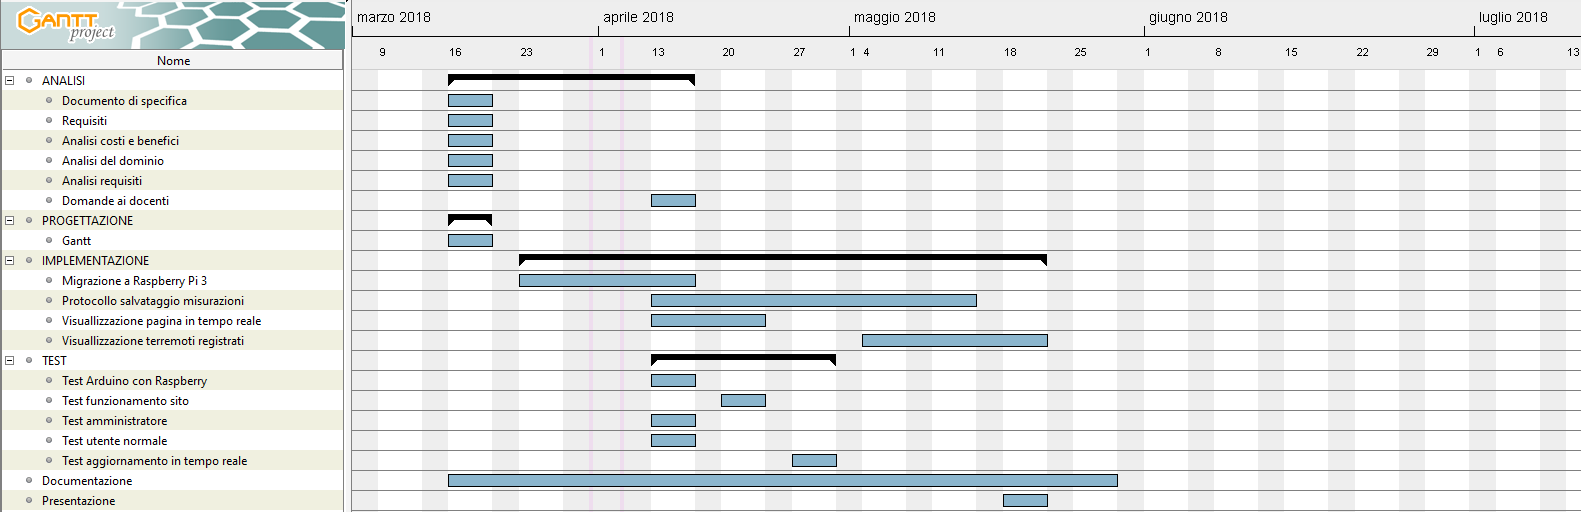 GANTT project
marzo 2018 aprile 2018 maggio 2018 giugno 2018 luglio 2018
9 16 23 1 13 20 27 1 4 11 18 25 1 8 15 22 29 1 6 13
Nome
ANALISI
Documento di specifica
Requisiti
Analisi costi e benefici
Analisi del dominio
Analisi requisiti
Domande ai docenti
PROGETTAZIONE
Gantt
IMPLEMENTAZIONE
Migrazione a Raspberry Pi 3
Protocollo salvataggio misurazioni
Visuallizzazione pagina in tempo reale
Visuallizzazione terremoti registrati
TEST
Test Arduino con Raspberry
Test funzionamento sito
Test amministratore
Test utente normale
Test aggiornamento in tempo reale
Documentazione
Presentazione